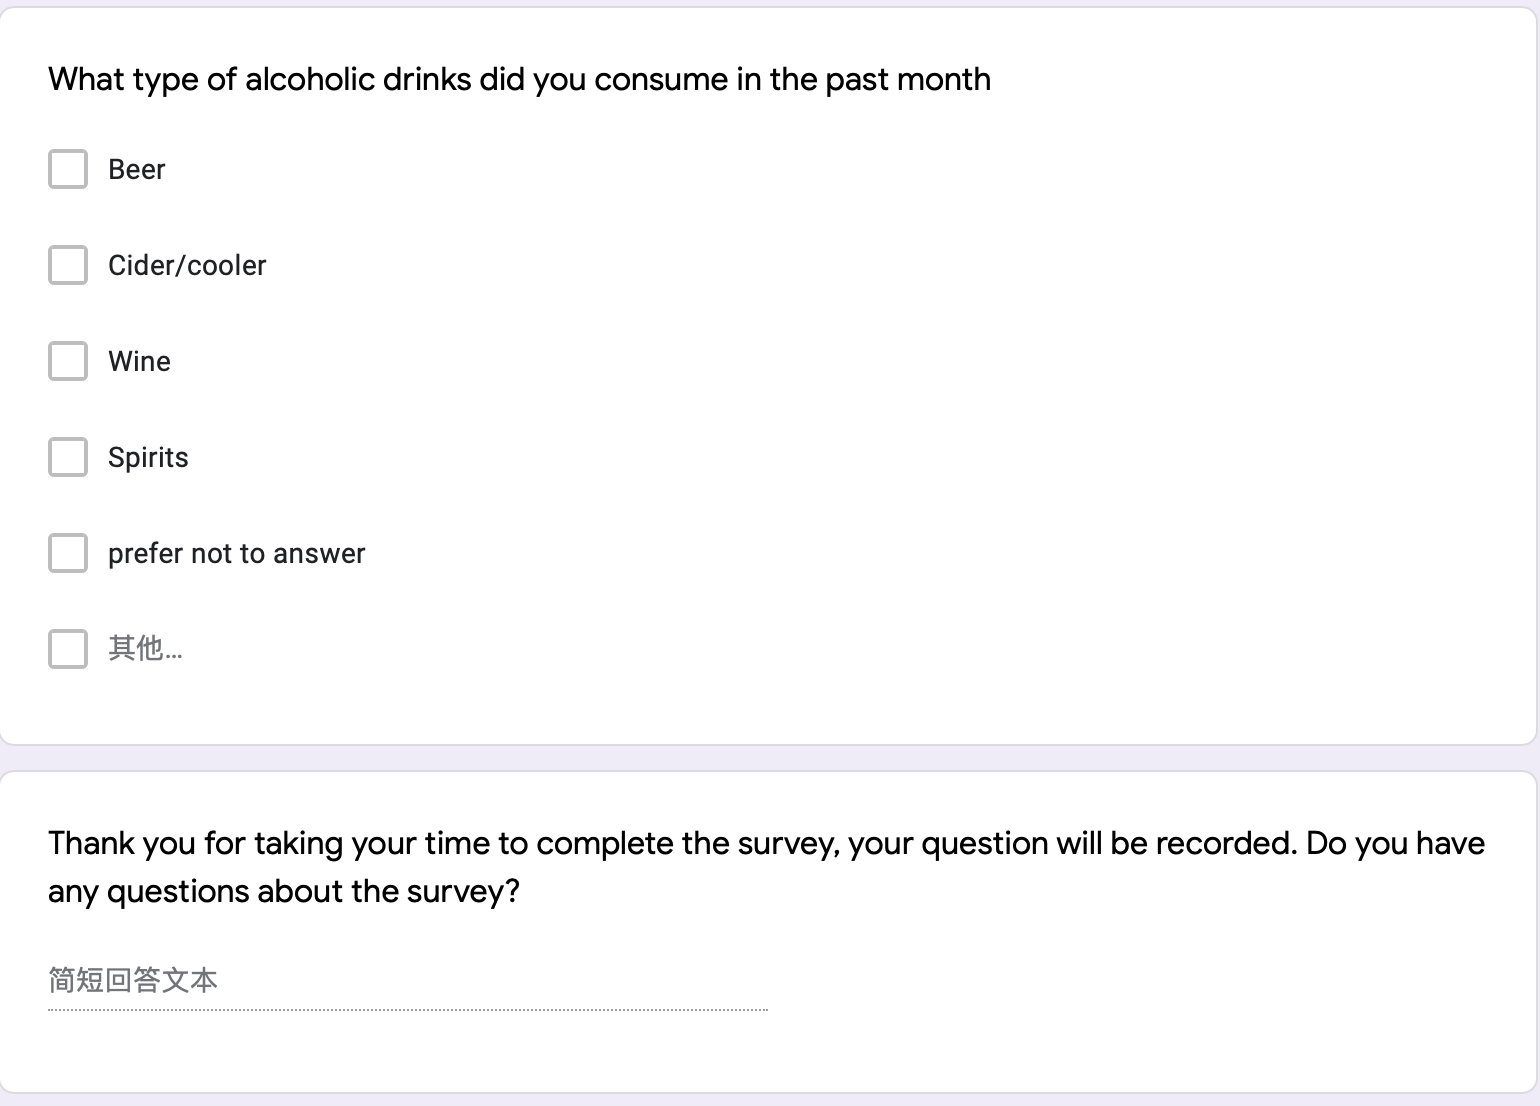 What type of alcoholic drinks did you consume in the past month
Beer
Cider/cooler
Wine
Spirits
prefer not to answer
其他...
Thank you for taking your time to complete the survey, your question will be recorded. Do you have
any questions about the survey?
简短回答文本